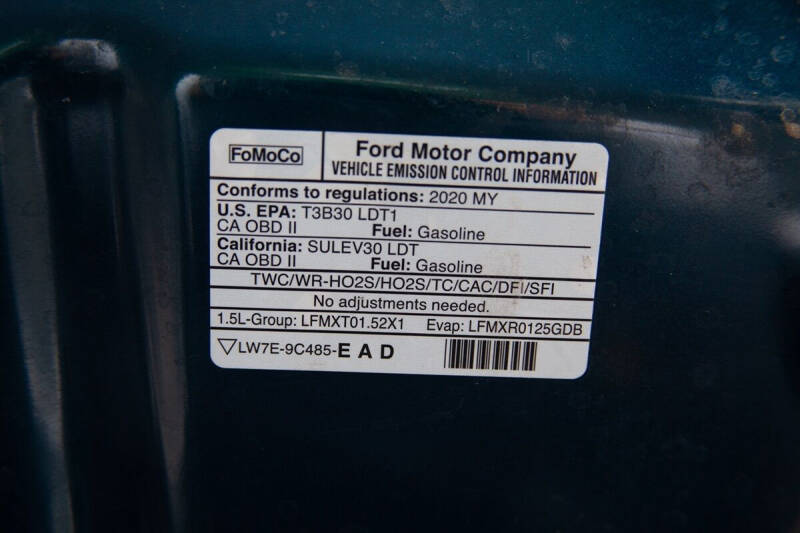 FoMoCo
Ford Motor Company
VEHICLE EMISSION CONTROL INFORMATION
Conforms to regulations: 2020 MY
U.S. EPA: T3B30 LDT1
CA OBD II Fuel: Gasoline
California: SULEV30 LDT
CA OBD II Fuel: Gasoline
TWC/WR-HO2S/HO2S/TC/CAC/DFI/SFI
No adjustments needed.
1.5L-Group: LFMXT01.52X1 Evap: LFMXR0125GDB
▽LW7E-9C485-E A D